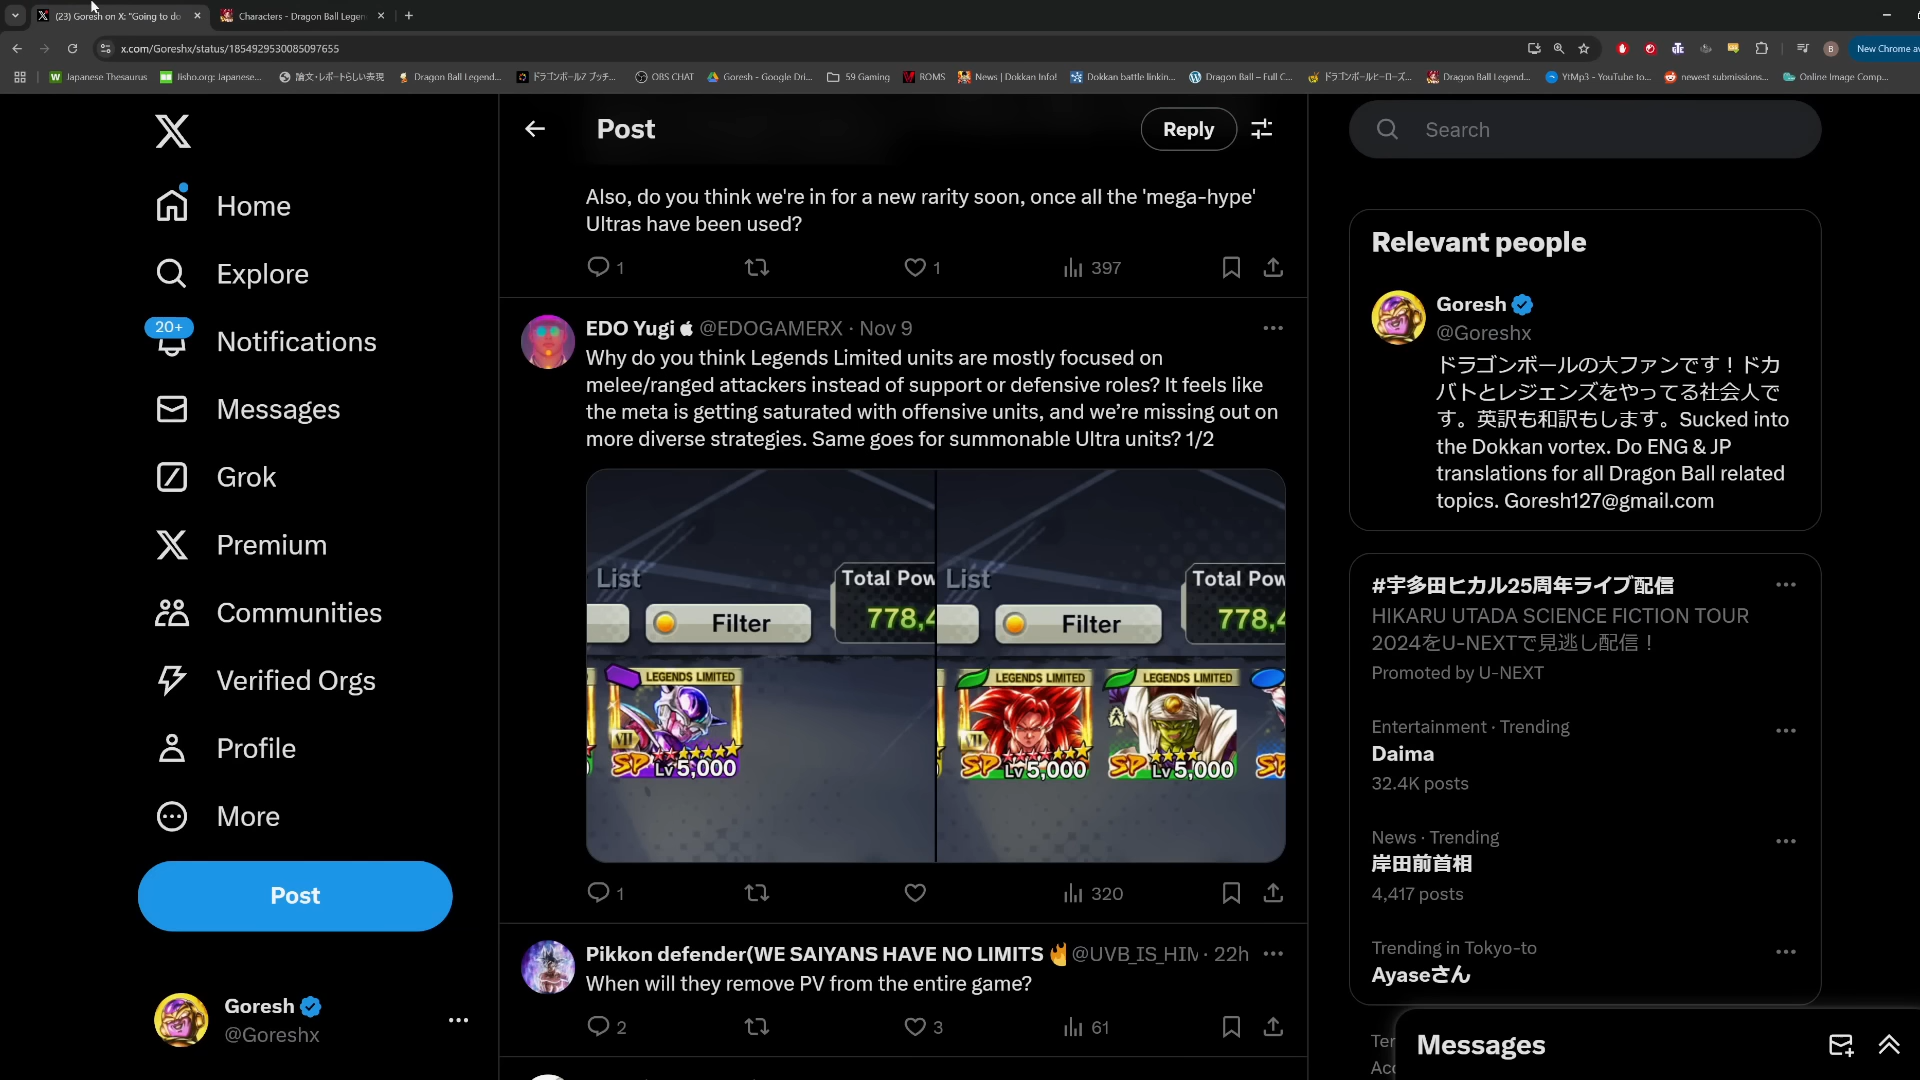 (23) Goresh on X: "Going to do
Characters - Dragon Ball Legen
x.com/Goreshx/status/1854929530085097655
New Chrome av
Japanese Thesaurus
Jisho.org: Japanese...
論文・レポートらしい表現
Dragon Ball Legend...
ドラゴンボールZ ブッチ...
OBS CHAT
Goresh - Google Dri...
59 Gaming
ROMS
News | Dokkan Info!
Dokkan battle linkin...
Dragon Ball – Full C...
ドラゴンボールヒーローズ...
Dragon Ball Legend...
YtMp3 - YouTube to...
newest submissions...
Online Image Comp...
Home
Explore
20+
Notifications
Messages
Grok
Premium
Communities
Verified Orgs
Profile
More
Post
Goresh
@Goreshx
Post
Reply
Also, do you think we're in for a new rarity soon, once all the 'mega-hype'
Ultras have been used?
1
1
397
EDO Yugi @EDOGAMERX · Nov 9
Why do you think Legends Limited units are mostly focused on
melee/ranged attackers instead of support or defensive roles? It feels like
the meta is getting saturated with offensive units, and we’re missing out on
more diverse strategies. Same goes for summonable Ultra units? 1/2
List
Total Pow
Filter
778,4
LEGENDS LIMITED
VII
SP Lv5,000
List
Total Pow
Filter
778,4
LEGENDS LIMITED
LEGENDS LIMITED
VII
SP Lv5,000
SP Lv5,000
SP
1
320
Pikkon defender(WE SAIYANS HAVE NO LIMITS 🔥 @UVB_IS_HIM · 22h
When will they remove PV from the entire game?
2
3
61
Search
Relevant people
Goresh
@Goreshx
ドラゴンボールの大ファンです！ドカ
バトとレジェンズをやってる社会人で
す。英訳も和訳もします。Sucked into
the Dokkan vortex. Do ENG & JP
translations for all Dragon Ball related
topics. Goresh127@gmail.com
#宇多田ヒカル25周年ライブ配信
HIKARU UTADA SCIENCE FICTION TOUR
2024をU-NEXTで見逃し配信！
Promoted by U-NEXT
Entertainment · Trending
Daima
32.4K posts
News · Trending
岸田前首相
4,417 posts
Trending in Tokyo-to
Ayaseさん
Ter
Acc
Messages